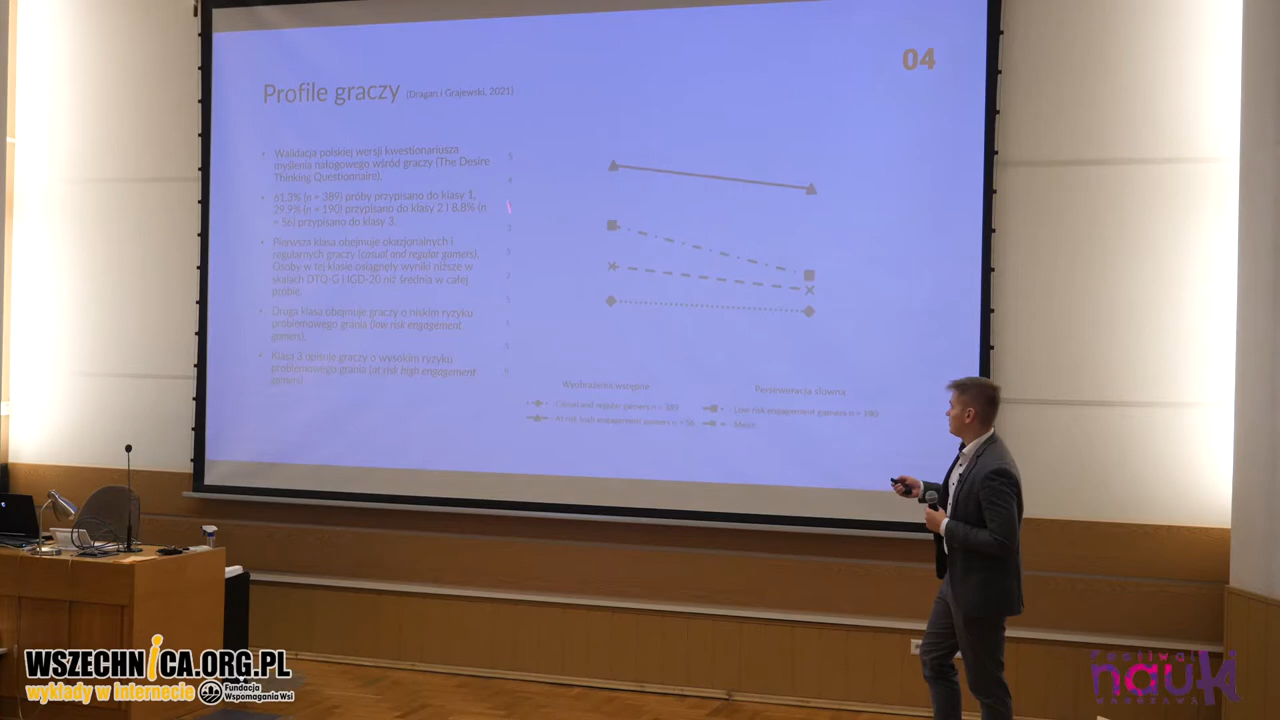 04
Profile graczy (Dragan i Grajewski, 2021)
• Walidacja polskiej wersji kwestionariusza
myślenia nałogowego wśród graczy (The Desire
Thinking Questionnaire).
• 61,3% (n = 389) próby przypisano do klasy 1,
29,9% (n = 190) przypisano do klasy 2 i 8,8% (n
= 56) przypisano do klasy 3.
• Pierwsza klasa obejmuje okazjonalnych i
regularnych graczy (casual and regular gamers).
Osoby w tej klasie osiągnęły wyniki niższe w
skalach DTQ-G i IGD-20 niż średnia w całej
próbie.
• Druga klasa obejmuje graczy o niskim ryzyku
problemowego grania (low risk engagement
gamers).
• Klasa 3 opisuje graczy o wysokim ryzyku
problemowego grania (at risk high engagement
gamers)
Wyobrażenia wstępne
Perseweracja słowna
Casual and regular gamers n = 389
Low risk engagement gamers n = 190
At risk high engagement gamers n = 56
Mean
WSZECHNICA.ORG.PL
wykłady w internecie
Fundacja
Wspomagania Wsi
Festiwal
nauki
WARSZAWA